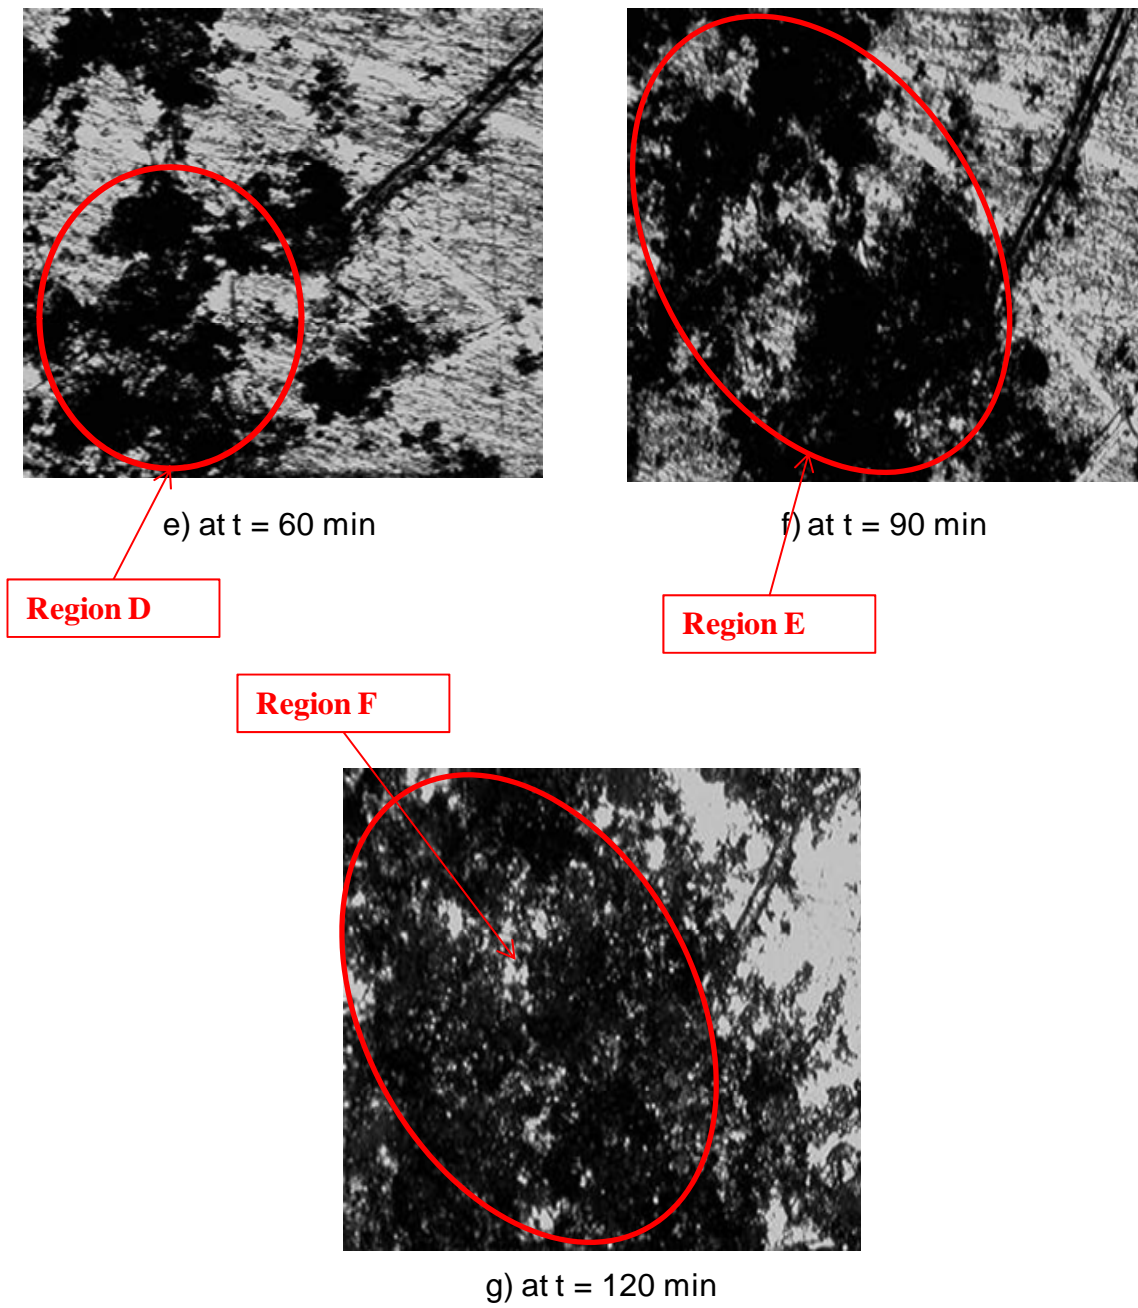 e) at t = 60 min
f) at t = 90 min
Region D
Region E
Region F
g) at t = 120 min